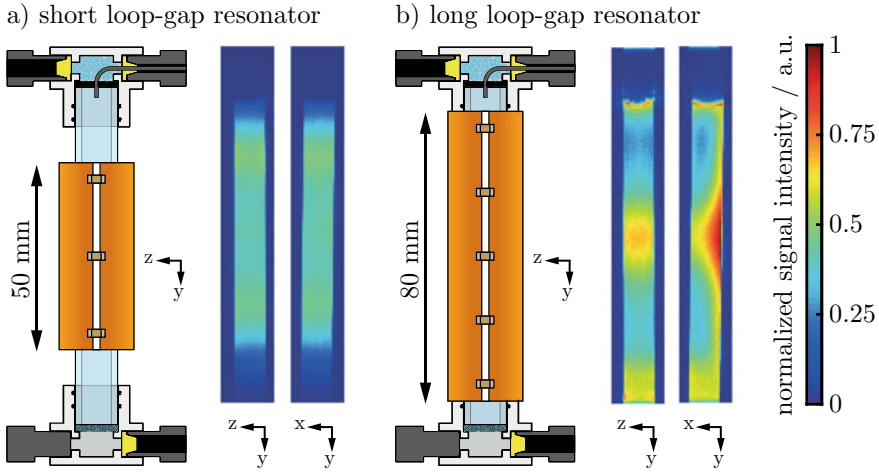 a) short loop-gap resonator
b) long loop-gap resonator
50 mm
z
y
z
y
x
y
80 mm
z
y
z
y
x
y
1
0.75
0.5
0.25
0
normalized signal intensity / a.u.